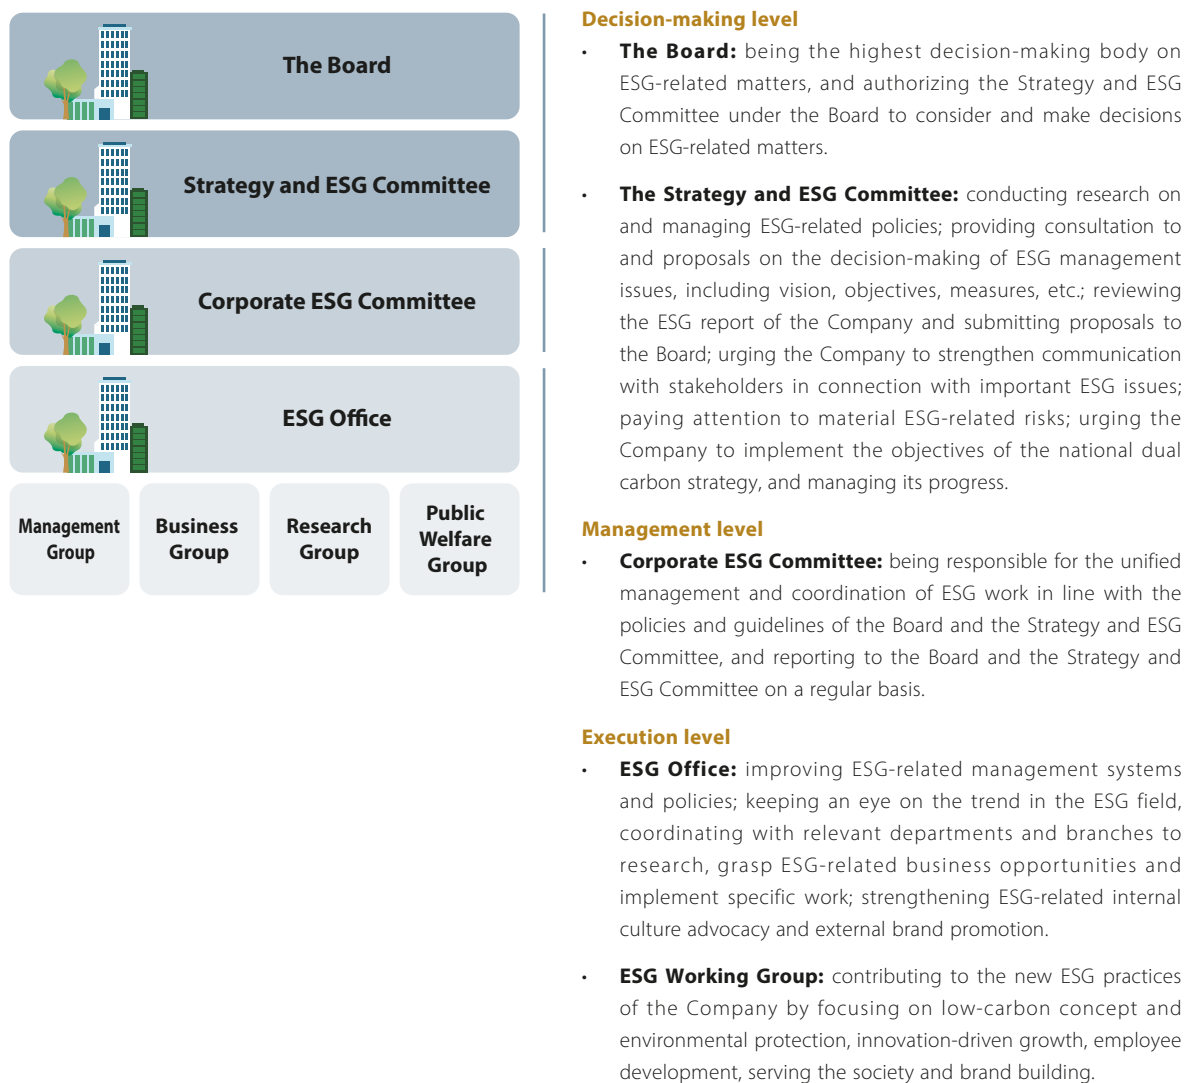 The Board
Strategy and ESG Committee
Corporate ESG Committee
ESG Office
Management
Group
Business
Group
Research
Group
Public
Welfare
Group
Decision-making level
• The Board: being the highest decision-making body on
ESG-related matters, and authorizing the Strategy and ESG
Committee under the Board to consider and make decisions
on ESG-related matters.
• The Strategy and ESG Committee: conducting research on
and managing ESG-related policies; providing consultation to
and proposals on the decision-making of ESG management
issues, including vision, objectives, measures, etc.; reviewing
the ESG report of the Company and submitting proposals to
the Board; urging the Company to strengthen communication
with stakeholders in connection with important ESG issues;
paying attention to material ESG-related risks; urging the
Company to implement the objectives of the national dual
carbon strategy, and managing its progress.
Management level
• Corporate ESG Committee: being responsible for the unified
management and coordination of ESG work in line with the
policies and guidelines of the Board and the Strategy and ESG
Committee, and reporting to the Board and the Strategy and
ESG Committee on a regular basis.
Execution level
• ESG Office: improving ESG-related management systems
and policies; keeping an eye on the trend in the ESG field,
coordinating with relevant departments and branches to
research, grasp ESG-related business opportunities and
implement specific work; strengthening ESG-related internal
culture advocacy and external brand promotion.
• ESG Working Group: contributing to the new ESG practices
of the Company by focusing on low-carbon concept and
environmental protection, innovation-driven growth, employee
development, serving the society and brand building.